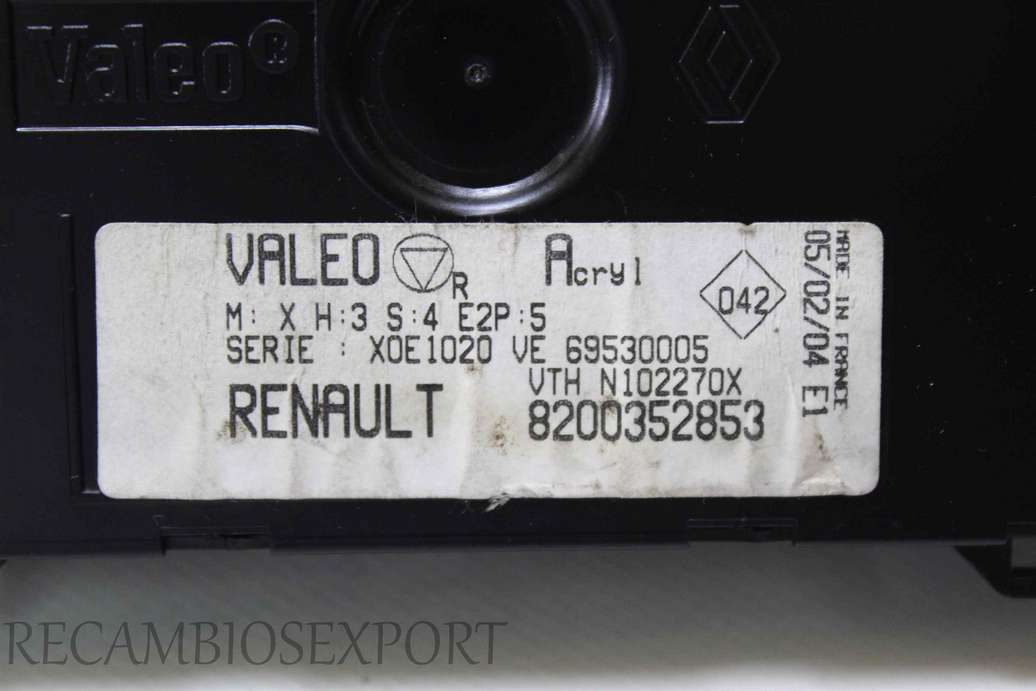 Valeo®
VALEO R Acryl
042
M: X H:3 S:4 E2P:5
SERIE : X0E1020 VE 69530005
VTH N102270X
RENAULT 8200352853
MADE IN FRANCE
05/02/04 E1
RECAMBIOSEXPORT